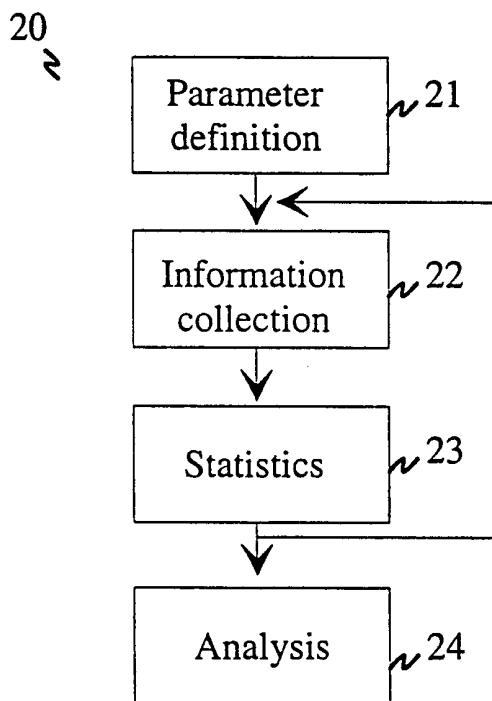 20
Parameter
definition
21
Information
collection
22
Statistics
23
Analysis
24